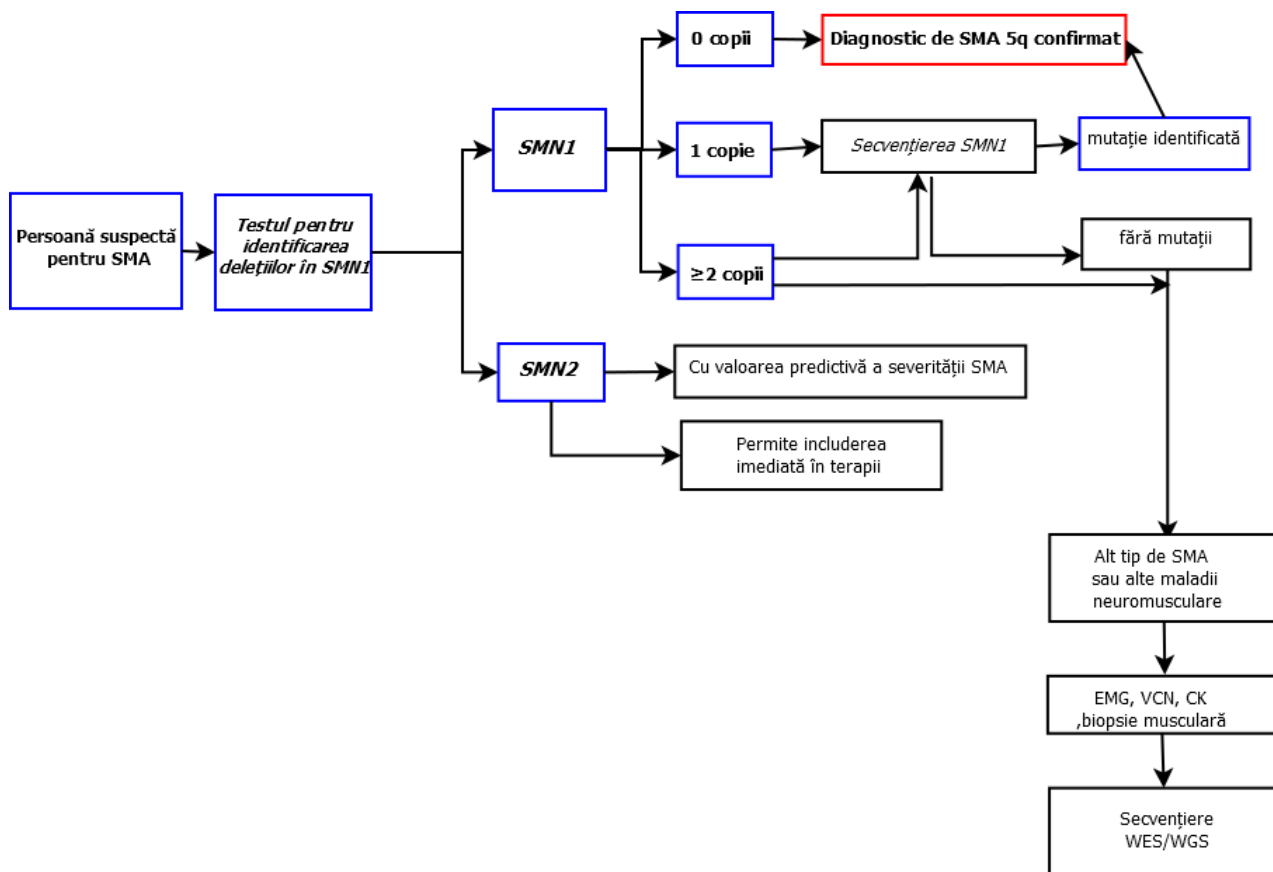 Persoană suspectă
pentru SMA
Testul pentru
identificarea
delețiilor în SMN1
SMN1
0 copii
Diagnostic de SMA 5q confirmat
1 copie
Secvențierea SMN1
mutație identificată
≥2 copii
fără mutații
SMN2
Cu valoarea predictivă a severității SMA
Permite includerea
imediată în terapii
Alt tip de SMA
sau alte maladii
neuromusculare
EMG, VCN, CK
,biopsie musculară
Secvențiere
WES/WGS